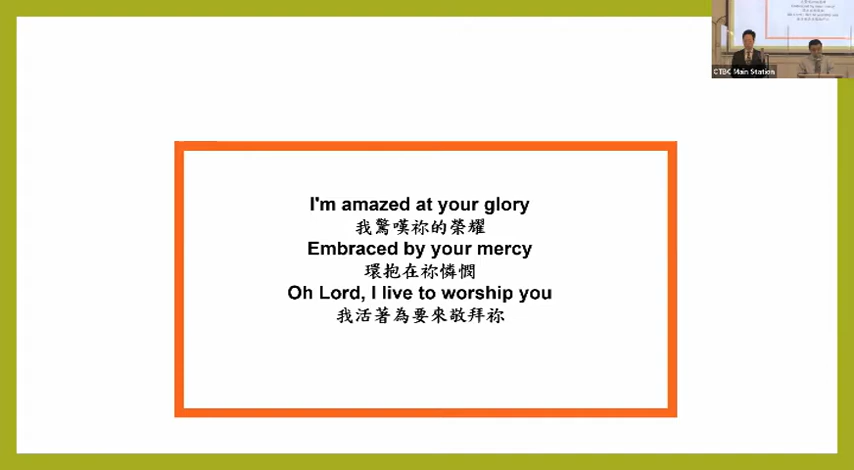 CTBC Main Station
I'm amazed at your glory
我驚嘆祢的榮耀
Embraced by your mercy
環抱在祢憐憫
Oh Lord, I live to worship you
我活著為要來敬拜祢